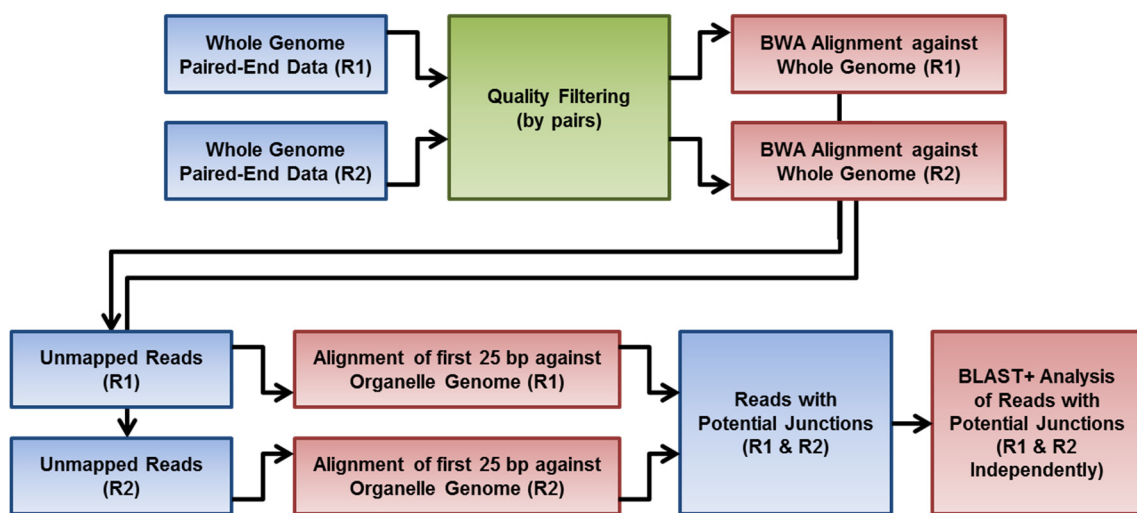 Whole Genome
Paired-End Data (R1)
Whole Genome
Paired-End Data (R2)
Quality Filtering
(by pairs)
BWA Alignment against
Whole Genome (R1)
BWA Alignment against
Whole Genome (R2)
Unmapped Reads
(R1)
Unmapped Reads
(R2)
Alignment of first 25 bp against
Organelle Genome (R1)
Alignment of first 25 bp against
Organelle Genome (R2)
Reads with
Potential Junctions
(R1 & R2)
BLAST+ Analysis
of Reads with
Potential Junctions
(R1 & R2
Independently)